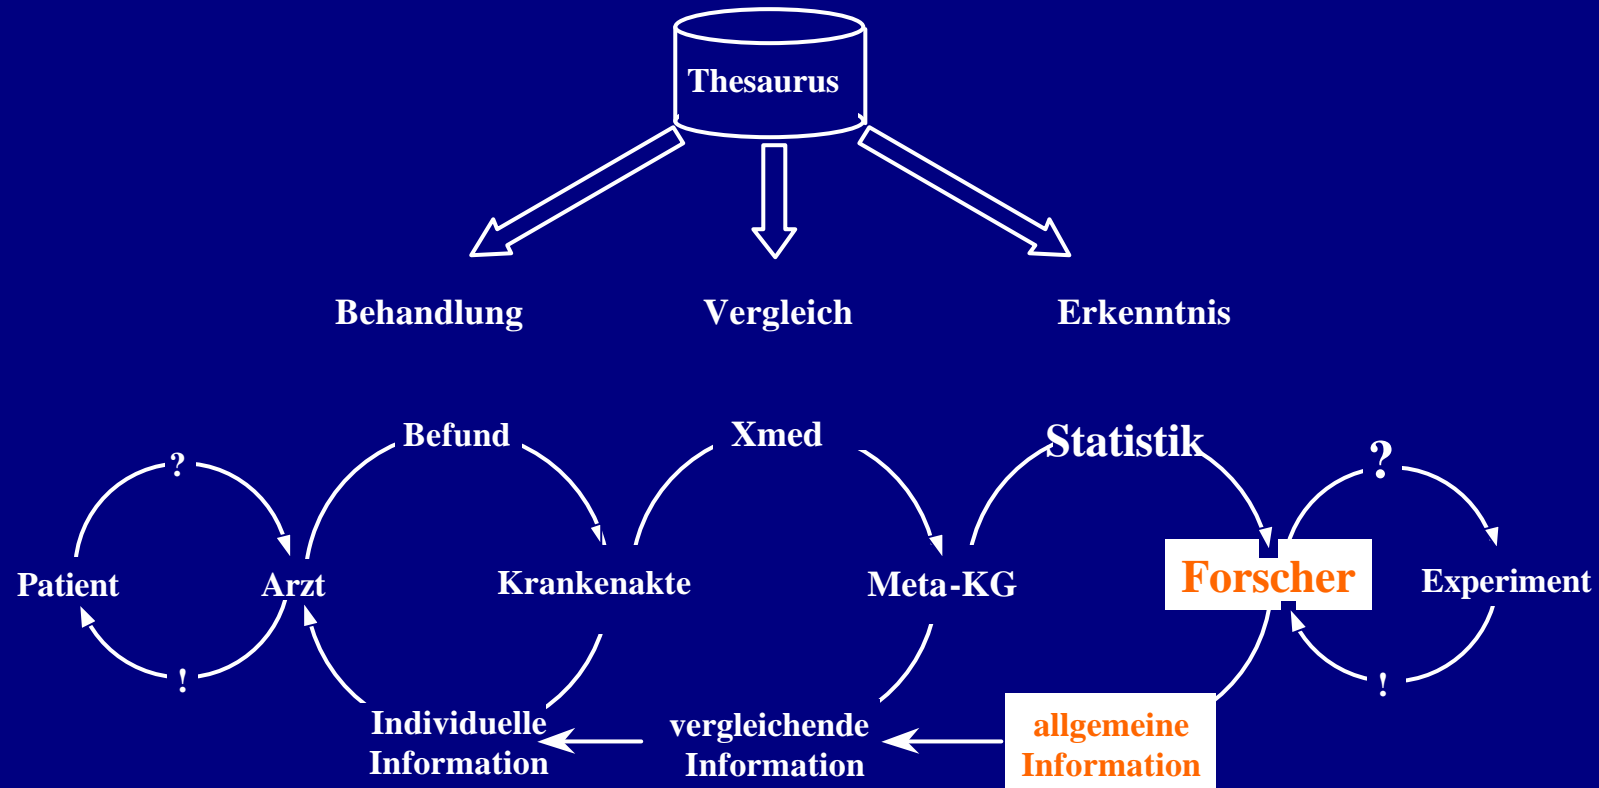 Thesaurus
Behandlung Vergleich Erkenntnis
Befund Xmed Statistik
? ?
Patient Arzt Krankenakte Meta-KG Forscher Experiment
! !
Individuelle vergleichende allgemeine
Information Information Information